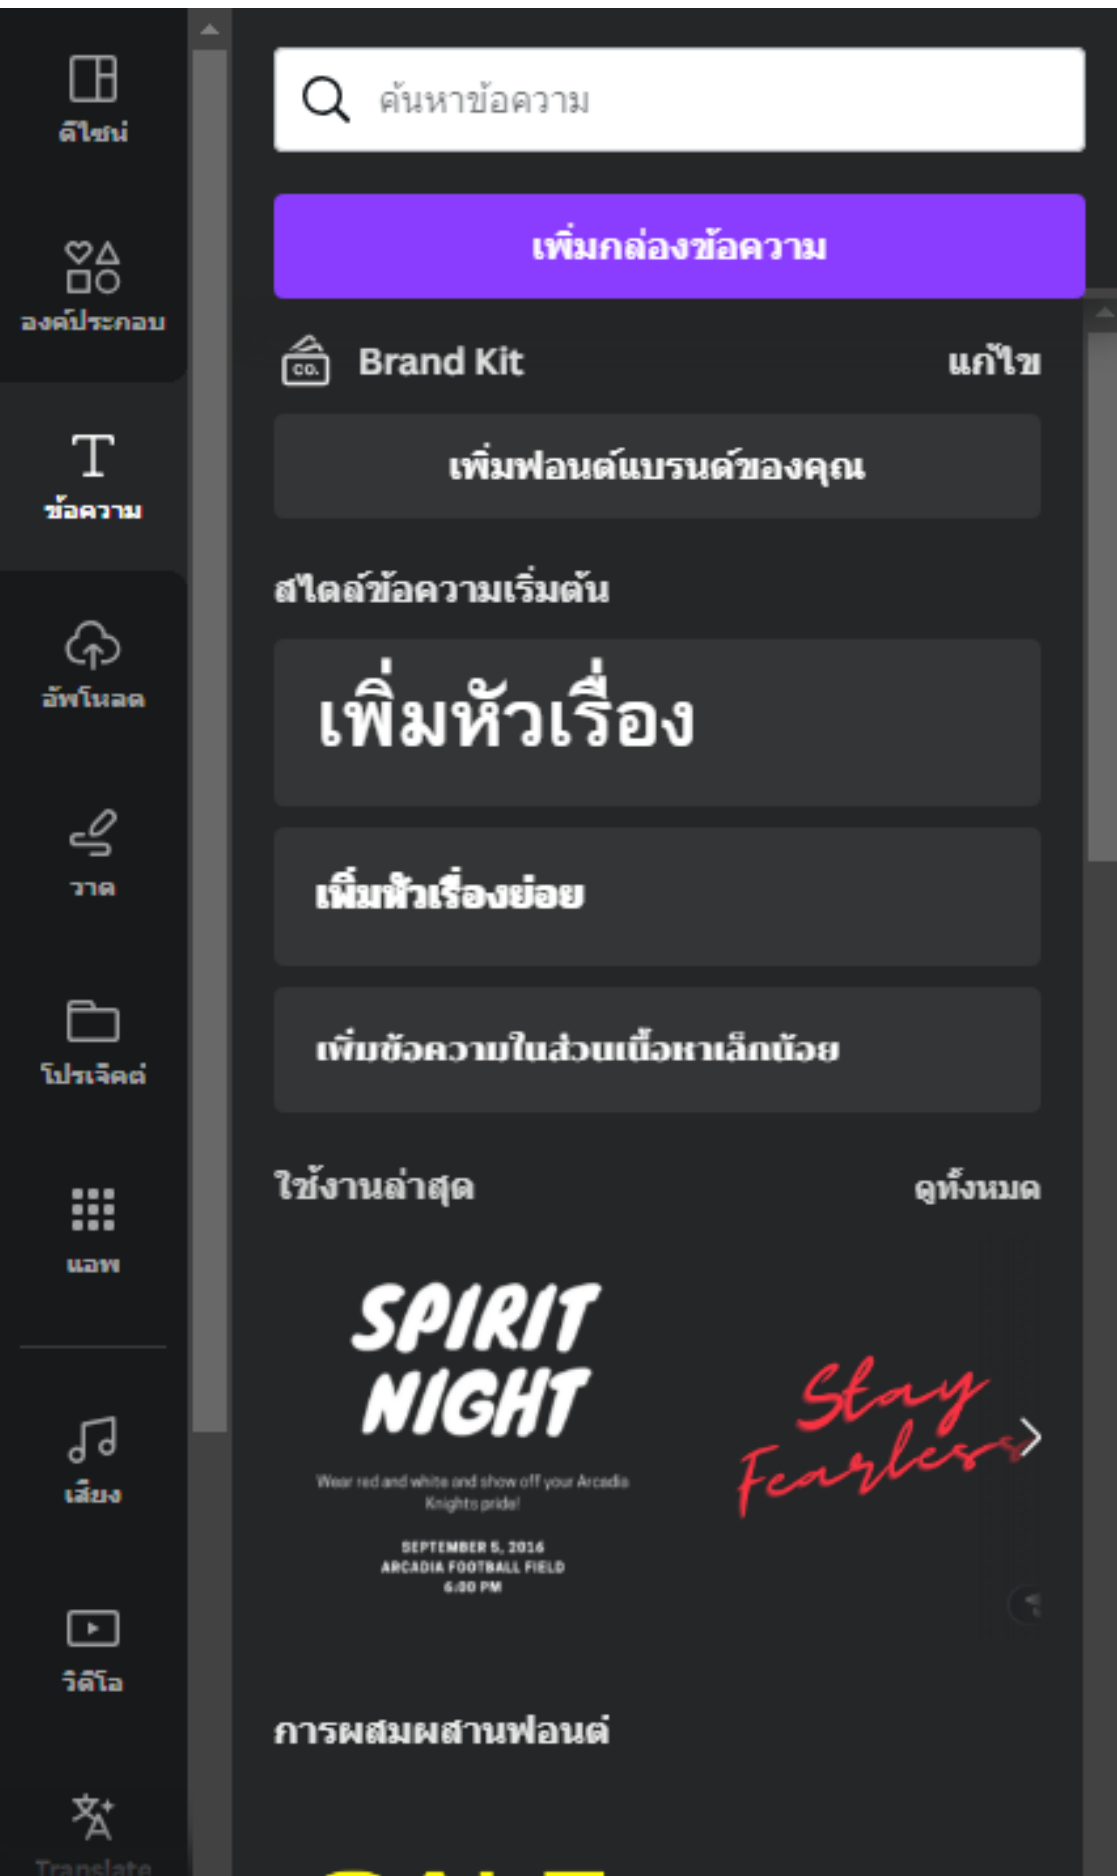 ดีไซน์
องค์ประกอบ
ข้อความ
อัพโหลด
วาด
โปรเจ็คต์
แอพ
เสียง
วิดีโอ
Translate
ค้นหาข้อความ
เพิ่มกล่องข้อความ
CO. Brand Kit แก้ไข
เพิ่มฟอนต์แบรนด์ของคุณ
สไตล์ข้อความเริ่มต้น
เพิ่มหัวเรื่อง
เพิ่มหัวเรื่องย่อย
เพิ่มข้อความในส่วนเนื้อหาเล็กน้อย
ใช้งานล่าสุด ดูทั้งหมด
SPIRIT
NIGHT
Wear red and white and show off your Arcadia
Knights pride!
SEPTEMBER 5, 2016
ARCADIA FOOTBALL FIELD
6:00 PM
Stay
Fearless
การผสมผสานฟอนต์